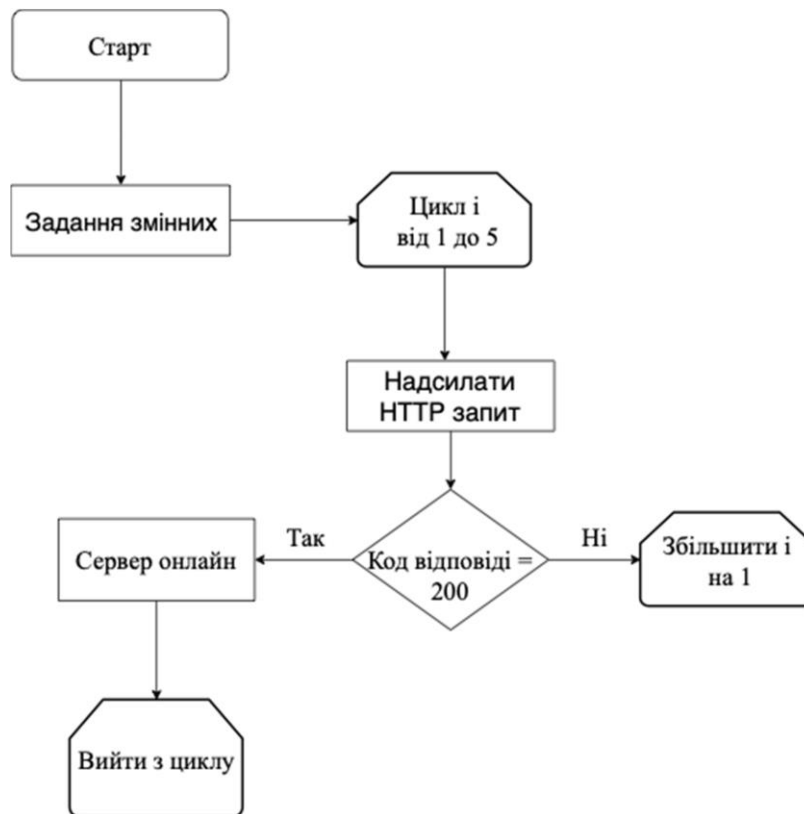 Старт
Задання змінних
Цикл і
від 1 до 5
Надсилати
HTTP запит
Так
Ні
Сервер онлайн
Код відповіді =
200
Збільшити і
на 1
Вийти з циклу